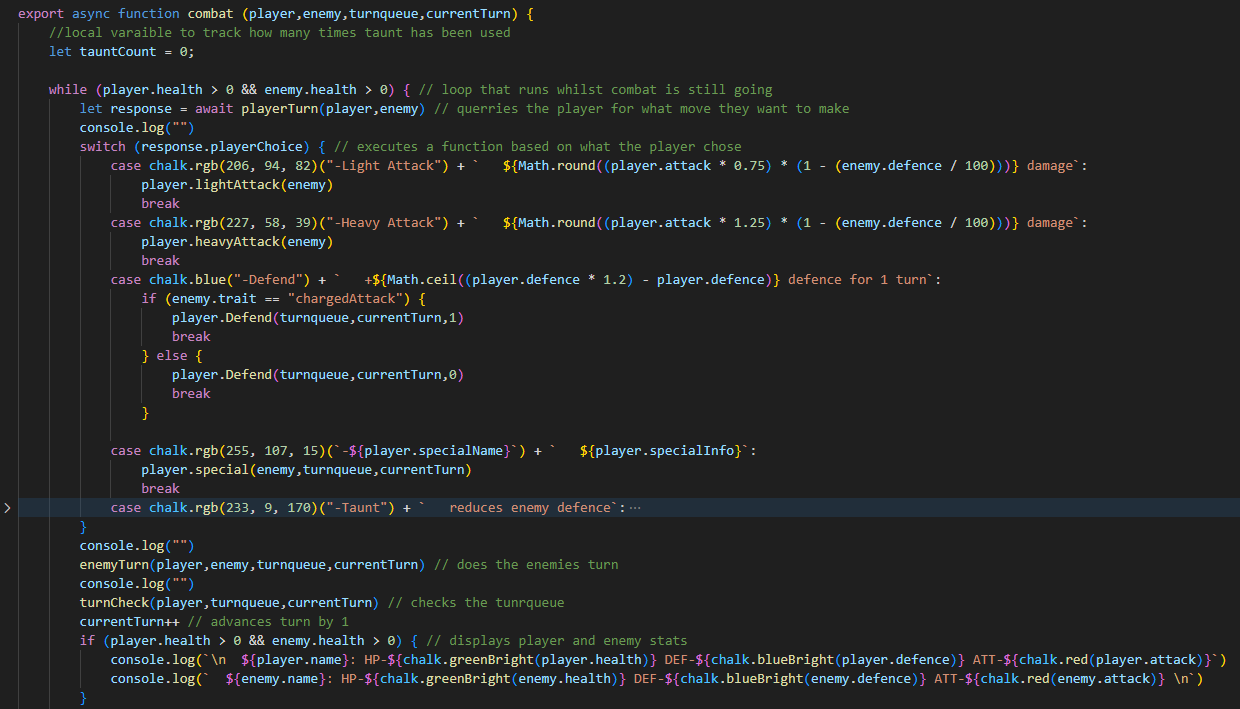 export async function combat (player,enemy,turnqueue,currentTurn) {
//local varaible to track how many times taunt has been used
let tauntCount = 0;
while (player.health > 0 && enemy.health > 0) { // loop that runs whilst combat is still going
let response = await playerTurn(player,enemy) // querries the player for what move they want to make
console.log("")
switch (response.playerChoice) { // executes a function based on what the player chose
case chalk.rgb(206, 94, 82)("-Light Attack") + `   ${Math.round((player.attack * 0.75) * (1 - (enemy.defence / 100)))} damage`:
player.lightAttack(enemy)
break
case chalk.rgb(227, 58, 39)("-Heavy Attack") + `   ${Math.round((player.attack * 1.25) * (1 - (enemy.defence / 100)))} damage`:
player.heavyAttack(enemy)
break
case chalk.blue("-Defend") + `   +${Math.ceil((player.defence * 1.2) - player.defence)} defence for 1 turn`:
if (enemy.trait == "chargedAttack") {
player.Defend(turnqueue,currentTurn,1)
break
} else {
player.Defend(turnqueue,currentTurn,0)
break
}
case chalk.rgb(255, 107, 15)(`-${player.specialName}`) + `   ${player.specialInfo}`:
player.special(enemy,turnqueue,currentTurn)
break
case chalk.rgb(233, 9, 170)("-Taunt") + `   reduces enemy defence`:···
}
console.log("")
enemyTurn(player,enemy,turnqueue,currentTurn) // does the enemies turn
console.log("")
turnCheck(player,turnqueue,currentTurn) // checks the tunrqueue
currentTurn++ // advances turn by 1
if (player.health > 0 && enemy.health > 0) { // displays player and enemy stats
console.log(`\n  ${player.name}: HP-${chalk.greenBright(player.health)} DEF-${chalk.blueBright(player.defence)} ATT-${chalk.red(player.attack)}`)
console.log(`  ${enemy.name}: HP-${chalk.greenBright(enemy.health)} DEF-${chalk.blueBright(enemy.defence)} ATT-${chalk.red(enemy.attack)} \n`)
}